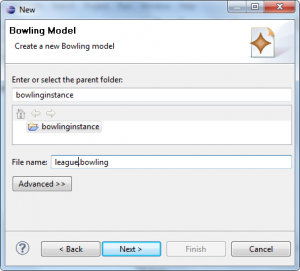 New
Bowling Model
Create a new Bowling model
Enter or select the parent folder:
bowlinginstance
bowlinginstance
File name: league.bowling
Advanced >>
? < Back Next > Finish Cancel